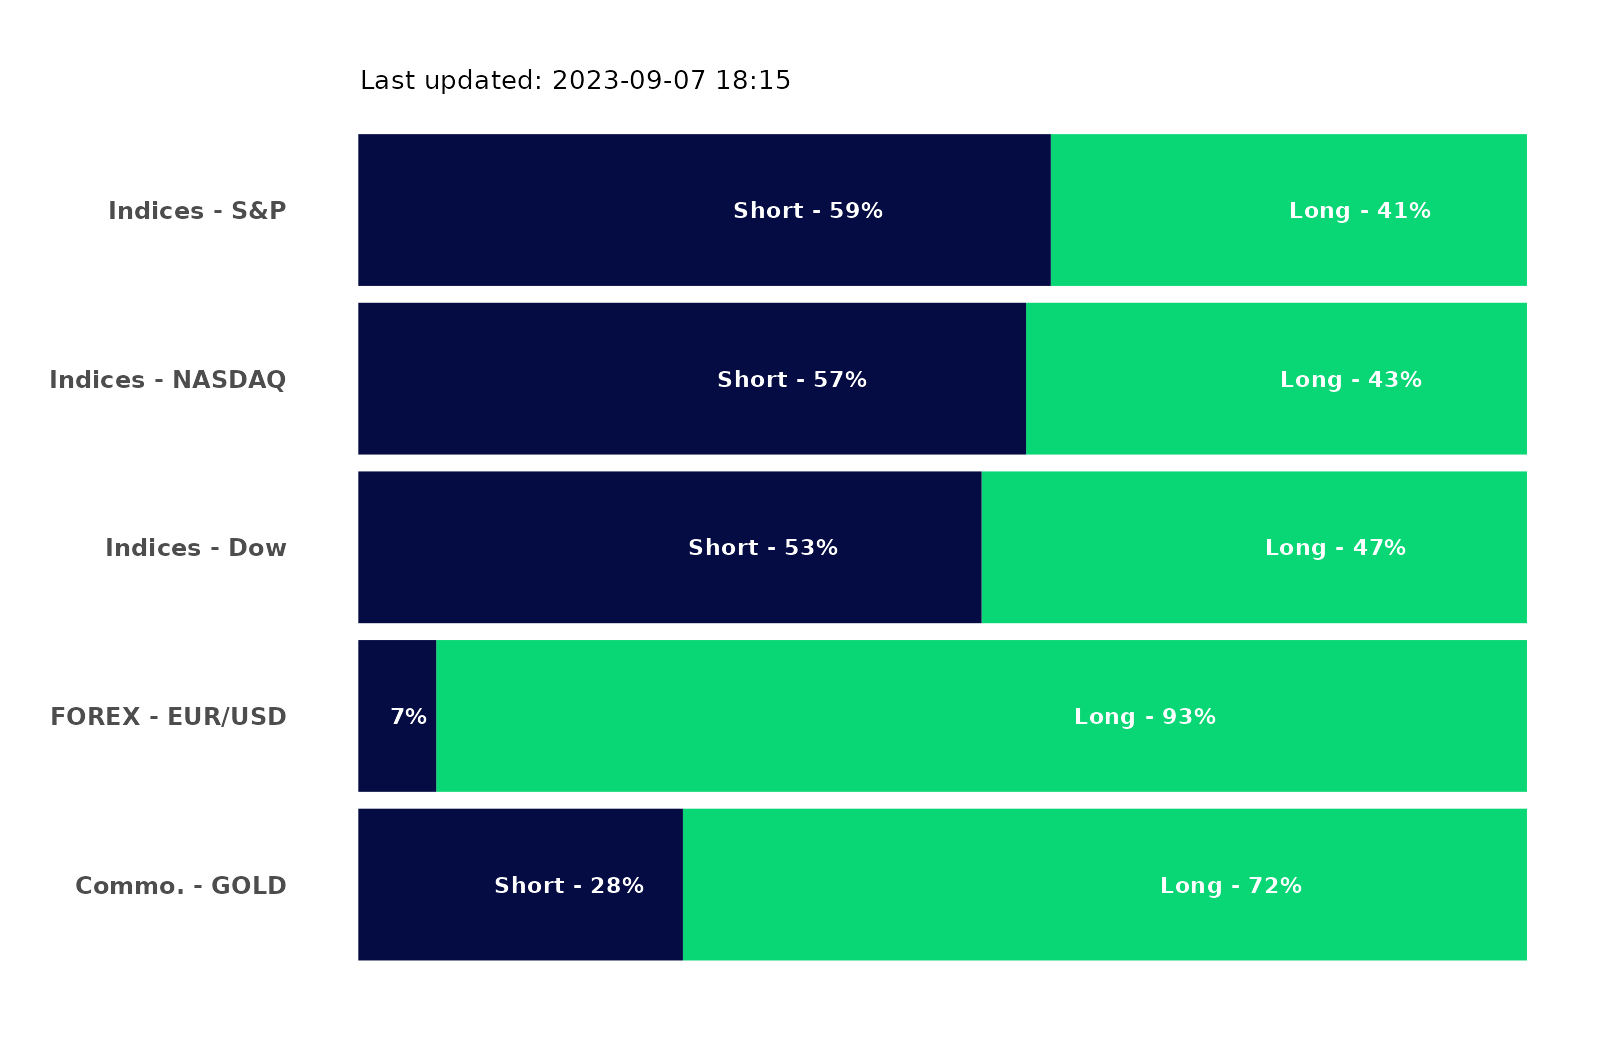 Last updated: 2023-09-07 18:15
Indices - S&P
Short - 59%
Long - 41%
Indices - NASDAQ
Short - 57%
Long - 43%
Indices - Dow
Short - 53%
Long - 47%
FOREX - EUR/USD
7%
Long - 93%
Commo. - GOLD
Short - 28%
Long - 72%